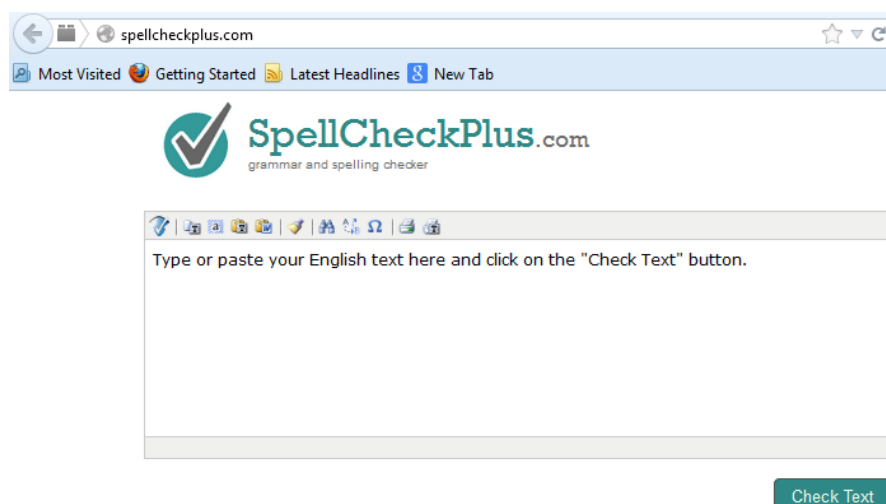 spellcheckplus.com
Most Visited Getting Started Latest Headlines 8 New Tab
SpellCheckPlus.com
grammar and spelling checker
Type or paste your English text here and click on the "Check Text" button.
Check Text